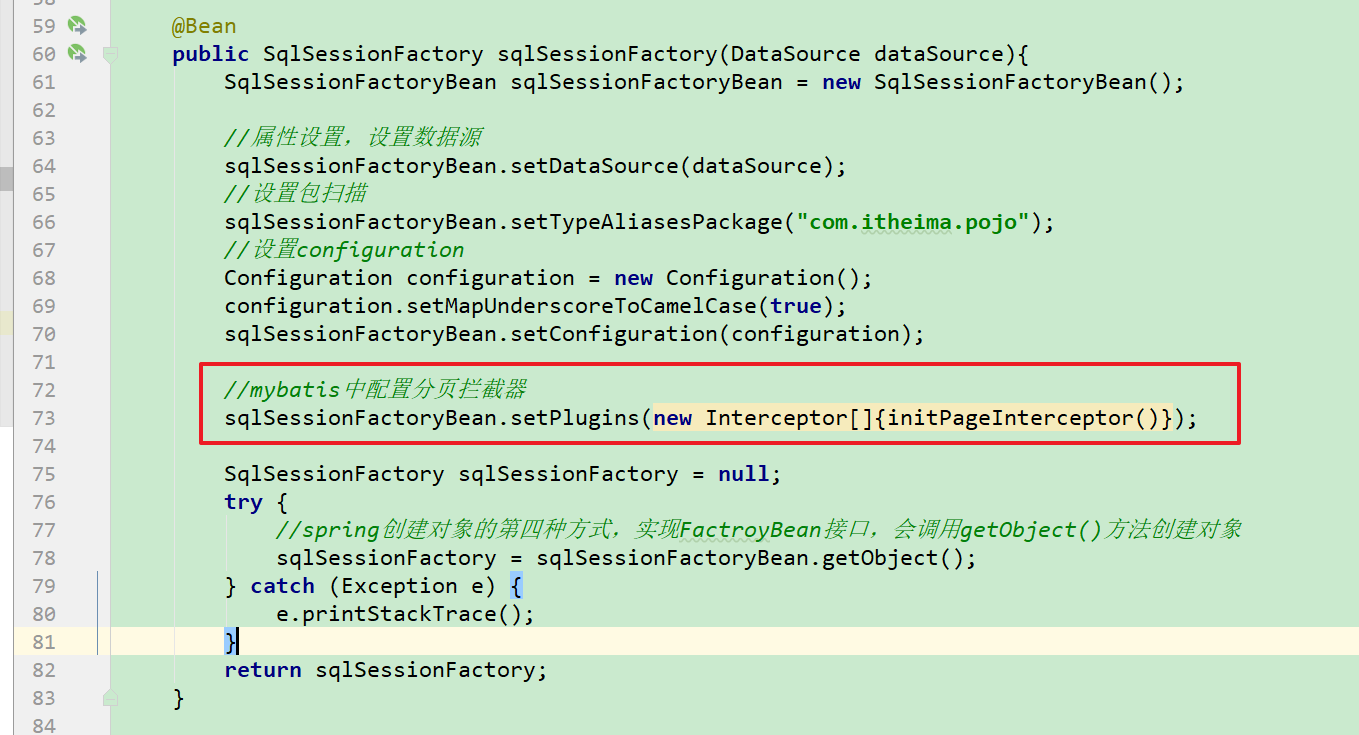 58
59 @Bean
60 public SqlSessionFactory sqlSessionFactory(DataSource dataSource){
61 SqlSessionFactoryBean sqlSessionFactoryBean = new SqlSessionFactoryBean();
62
63 //属性设置，设置数据源
64 sqlSessionFactoryBean.setDataSource(dataSource);
65 //设置包扫描
66 sqlSessionFactoryBean.setTypeAliasesPackage("com.itheima.pojo");
67 //设置configuration
68 Configuration configuration = new Configuration();
69 configuration.setMapUnderscoreToCamelCase(true);
70 sqlSessionFactoryBean.setConfiguration(configuration);
71
72 //mybatis中配置分页拦截器
73 sqlSessionFactoryBean.setPlugins(new Interceptor[]{initPageInterceptor()});
74
75 SqlSessionFactory sqlSessionFactory = null;
76 try {
77 //spring创建对象的第四种方式，实现FactroyBean接口，会调用getObject()方法创建对象
78 sqlSessionFactory = sqlSessionFactoryBean.getObject();
79 } catch (Exception e) {
80 e.printStackTrace();
81 }
82 return sqlSessionFactory;
83 }
84